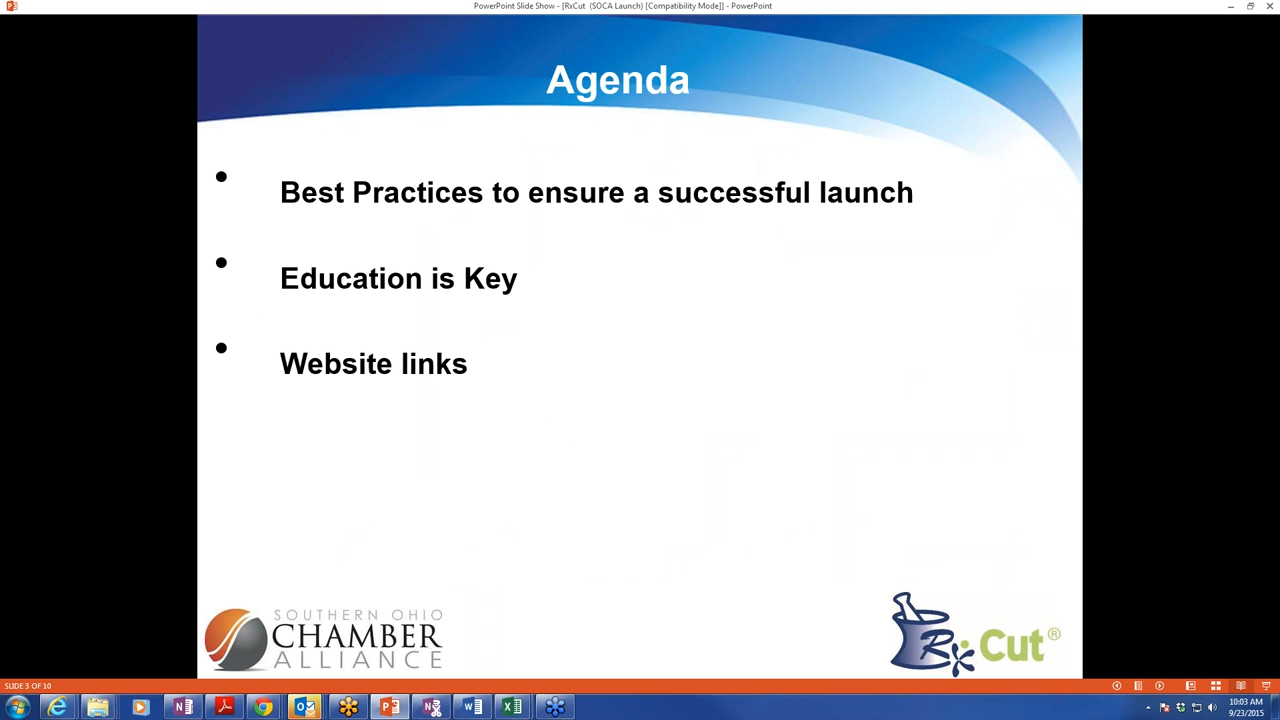 PowerPoint Slide Show - [RxCut (SOCA Launch) [Compatibility Mode]] - PowerPoint
Agenda
• Best Practices to ensure a successful launch
• Education is Key
• Website links
SOUTHERN OHIO
CHAMBER
ALLIANCE
Rx Cut®
SLIDE 3 OF 10
10:03 AM
9/23/2015